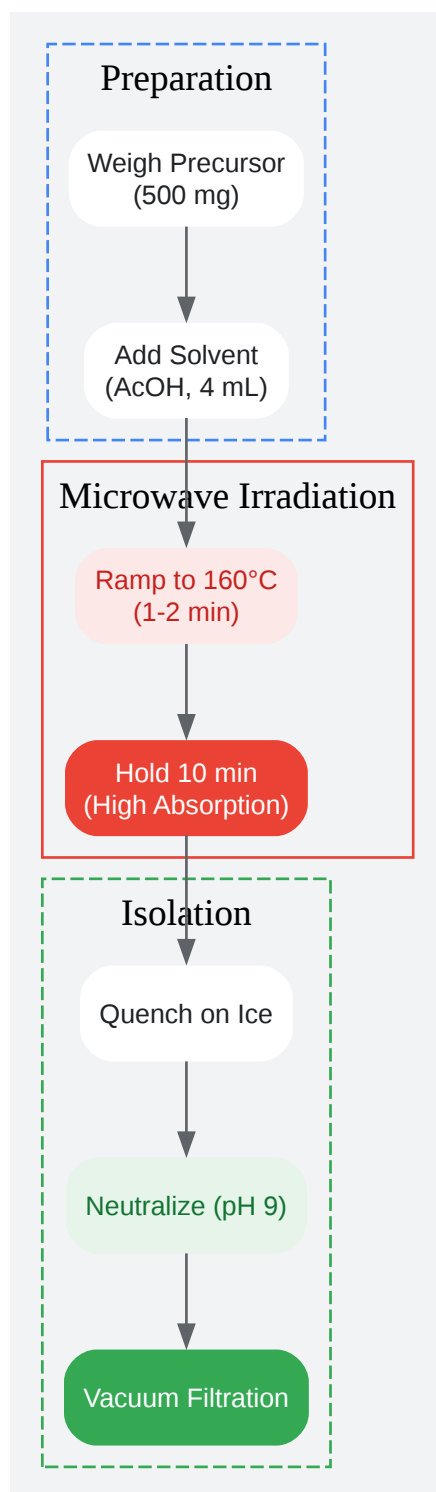 Preparation
Weigh Precursor
(500 mg)
Add Solvent
(AcOH, 4 mL)
Microwave Irradiation
Ramp to 160°C
(1-2 min)
Hold 10 min
(High Absorption)
Isolation
Quench on Ice
Neutralize (pH 9)
Vacuum Filtration